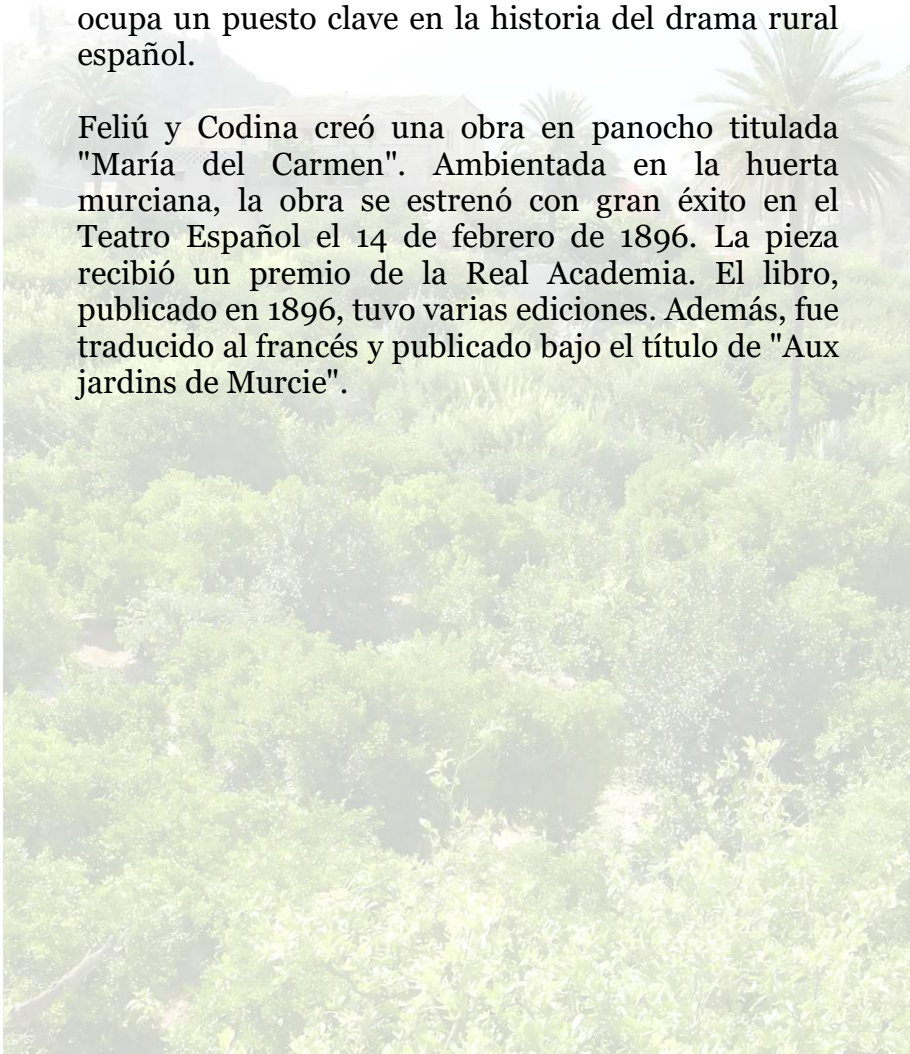 ocupa un puesto clave en la historia del drama rural
español.
Feliú y Codina creó una obra en panocho titulada
"María del Carmen". Ambientada en la huerta
murciana, la obra se estrenó con gran éxito en el
Teatro Español el 14 de febrero de 1896. La pieza
recibió un premio de la Real Academia. El libro,
publicado en 1896, tuvo varias ediciones. Además, fue
traducido al francés y publicado bajo el título de "Aux
jardins de Murcie".